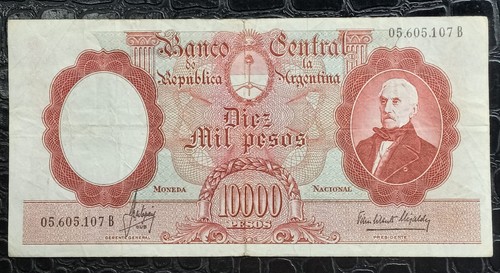 05.605.107 B
Banco Central
de la
República Argentina
Diez
Mil pesos
MONEDA NACIONAL
10000
PESOS
05.605.107 B
GERENTE GENERAL
PRESIDENTE